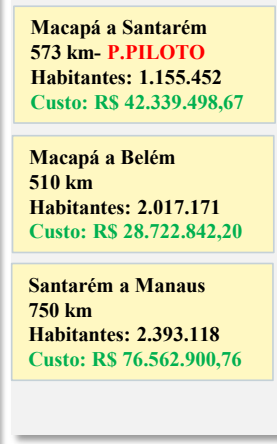 Macapá a Santarém
573 km- P.PILOTO
Habitantes: 1.155.452
Custo: R$ 42.339.498,67
Macapá a Belém
510 km
Habitantes: 2.017.171
Custo: R$ 28.722.842,20
Santarém a Manaus
750 km
Habitantes: 2.393.118
Custo: R$ 76.562.900,76